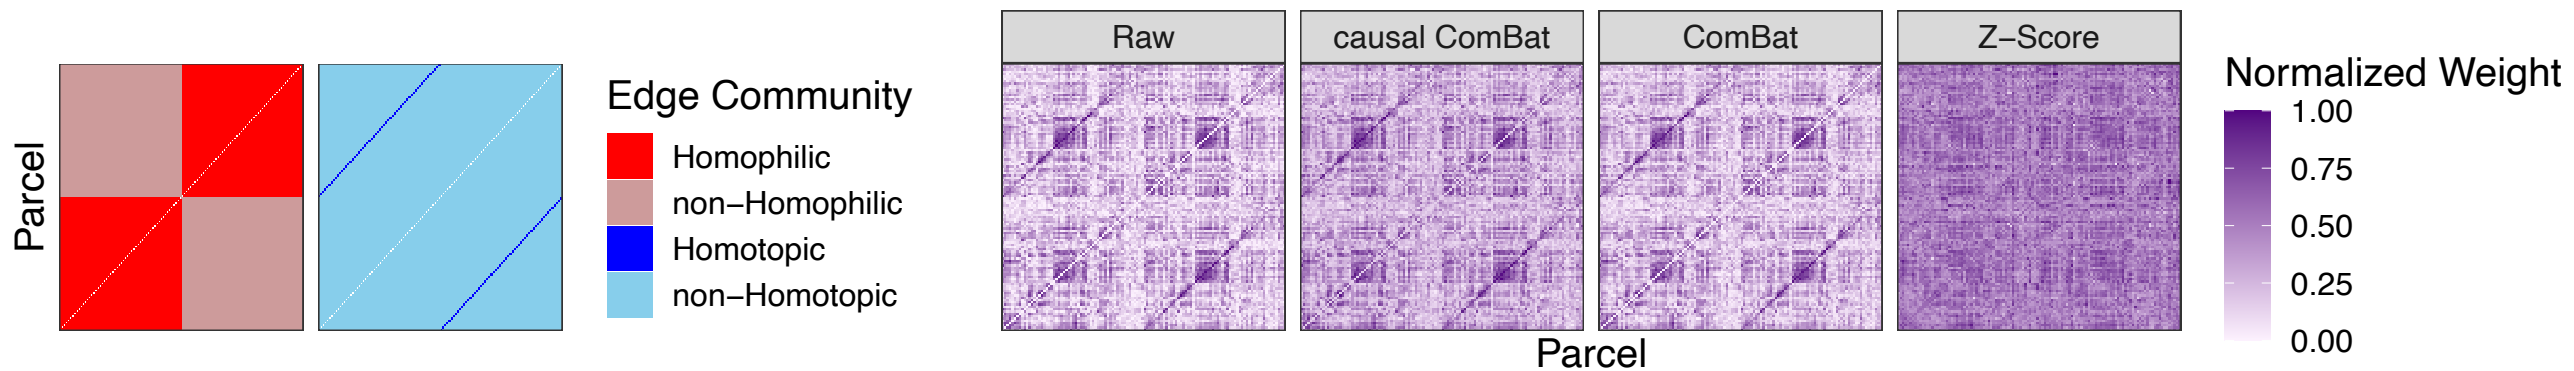 Parcel
Edge Community
Homophilic
non−Homophilic
Homotopic
non−Homotopic
Raw
causal ComBat
ComBat
Z−Score
Parcel
Normalized Weight
1.00
0.75
0.50
0.25
0.00